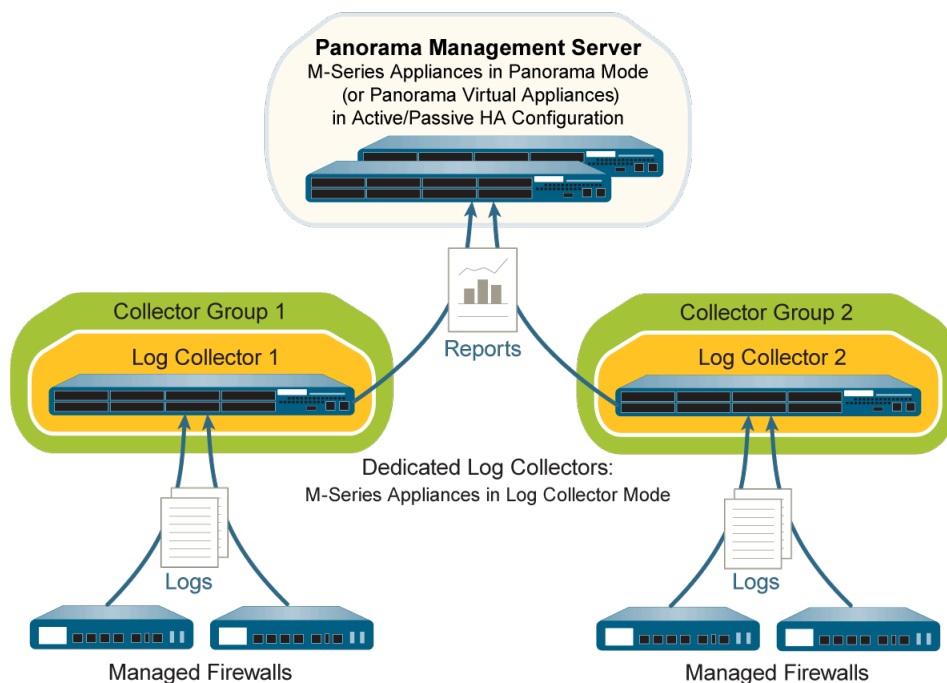 Panorama Management Server
M-Series Appliances in Panorama Mode
(or Panorama Virtual Appliances)
in Active/Passive HA Configuration
Collector Group 1
Log Collector 1
Reports
Collector Group 2
Log Collector 2
Dedicated Log Collectors:
M-Series Appliances in Log Collector Mode
Logs
Logs
Managed Firewalls
Managed Firewalls